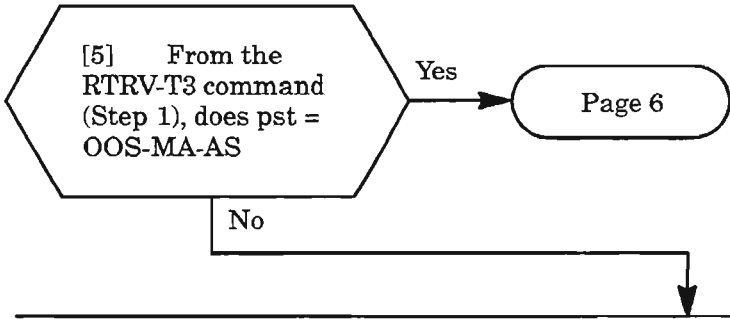 [5] From the
RTRV-T3 command
(Step 1), does pst =
OOS-MA-AS
Yes
Page 6
No